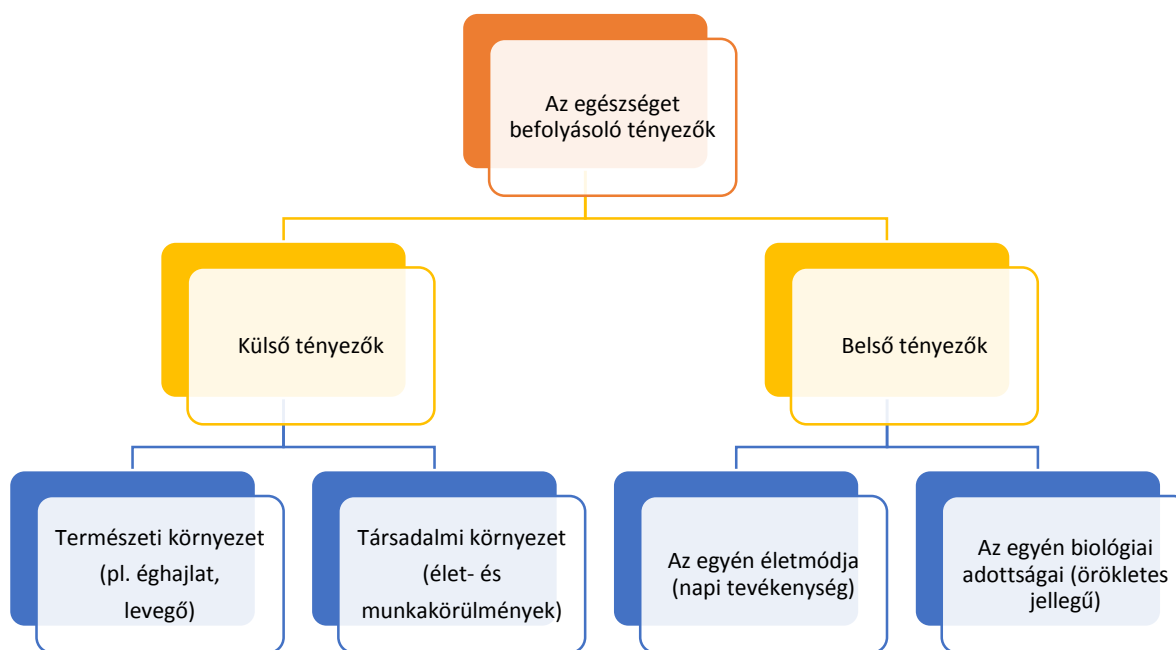 Az egészséget
befolyásoló tényezők
Külső tényezők
Belső tényezők
Természeti környezet
(pl. éghajlat,
levegő)
Társadalmi környezet
(élet- és
munkakörülmények)
Az egyén életmódja
(napi tevékenység)
Az egyén biológiai
adottságai (örökletes
jellegű)